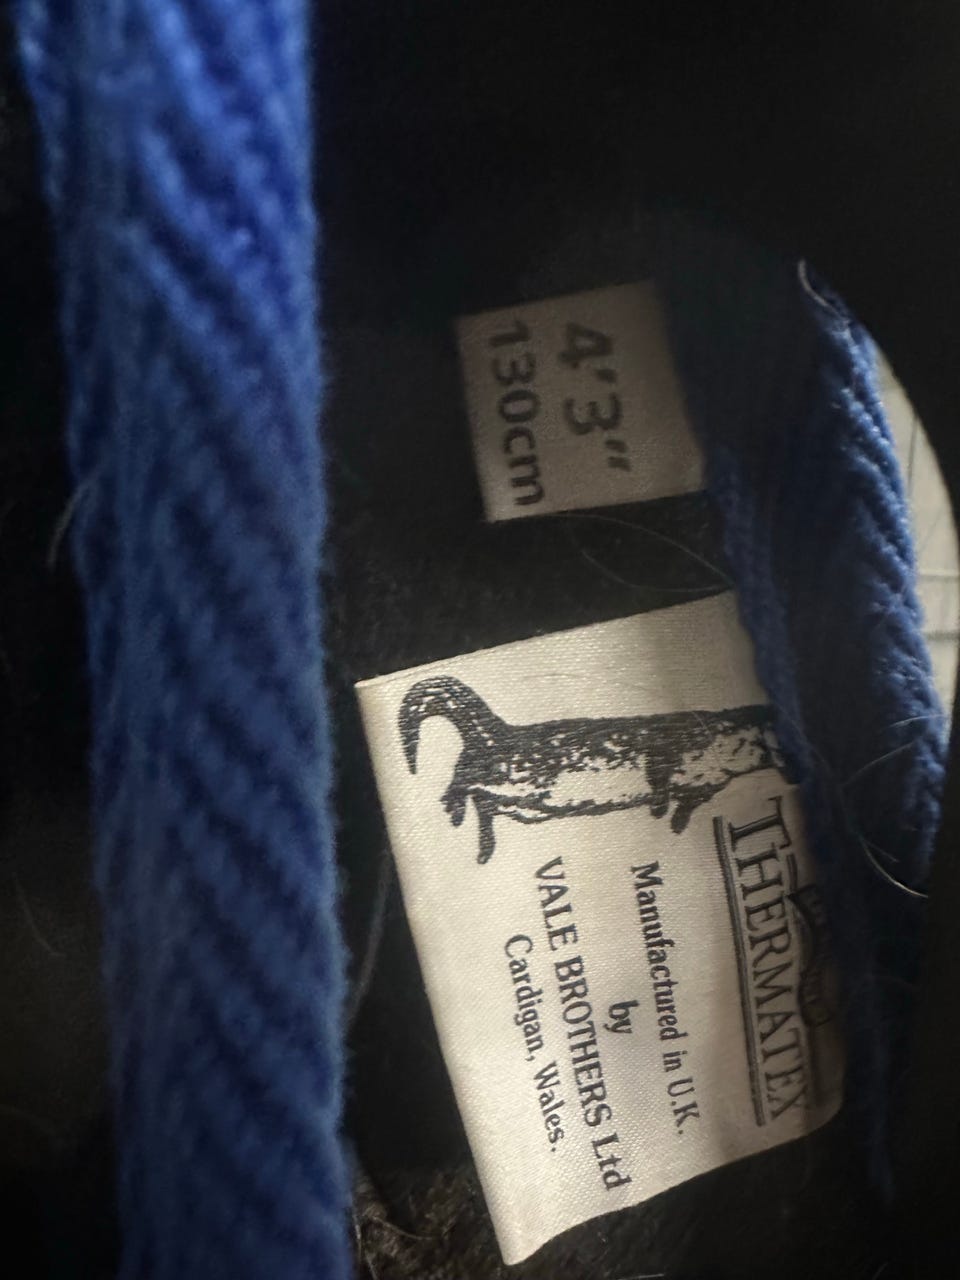 4'3"
130cm
THERMATEX
Manufactured in U.K.
by
VALE BROTHERS Ltd
Cardigan, Wales.